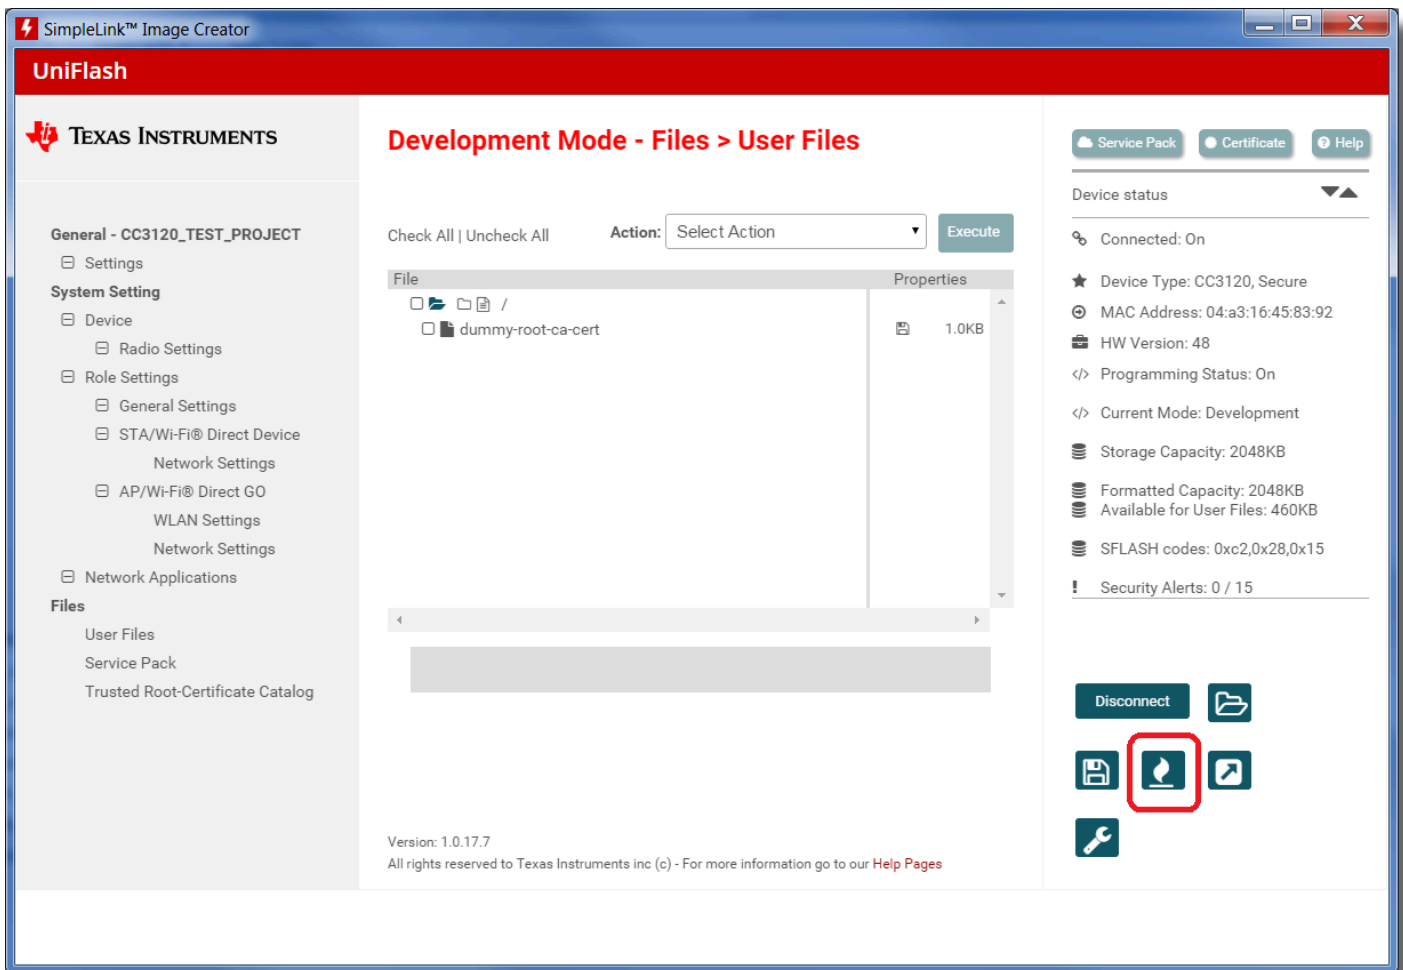 SimpleLink™ Image Creator
UniFlash
TEXAS INSTRUMENTS
General - CC3120_TEST_PROJECT
Settings
System Setting
Device
Radio Settings
Role Settings
General Settings
STA/Wi-Fi® Direct Device
Network Settings
AP/Wi-Fi® Direct GO
WLAN Settings
Network Settings
Network Applications
Files
User Files
Service Pack
Trusted Root-Certificate Catalog
Development Mode - Files > User Files
Check All | Uncheck All
Action: Select Action Execute
File Properties
/
dummy-root-ca-cert 1.0KB
Version: 1.0.17.7
All rights reserved to Texas Instruments inc (c) - For more information go to our Help Pages
Service Pack Certificate Help
Device status
Connected: On
Device Type: CC3120, Secure
MAC Address: 04:a3:16:45:83:92
HW Version: 48
</> Programming Status: On
</> Current Mode: Development
Storage Capacity: 2048KB
Formatted Capacity: 2048KB
Available for User Files: 460KB
SFLASH codes: 0xc2,0x28,0x15
! Security Alerts: 0 / 15
Disconnect